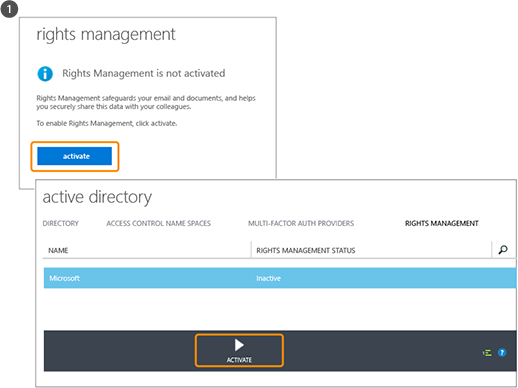 1
rights management
Rights Management is not activated
Rights Management safeguards your email and documents, and helps
you securely share this data with your colleagues.
To enable Rights Management, click activate.
activate
active directory
DIRECTORY ACCESS CONTROL NAME SPACES MULTI-FACTOR AUTH PROVIDERS RIGHTS MANAGEMENT
NAME RIGHTS MANAGEMENT STATUS
Microsoft Inactive
ACTIVATE
?